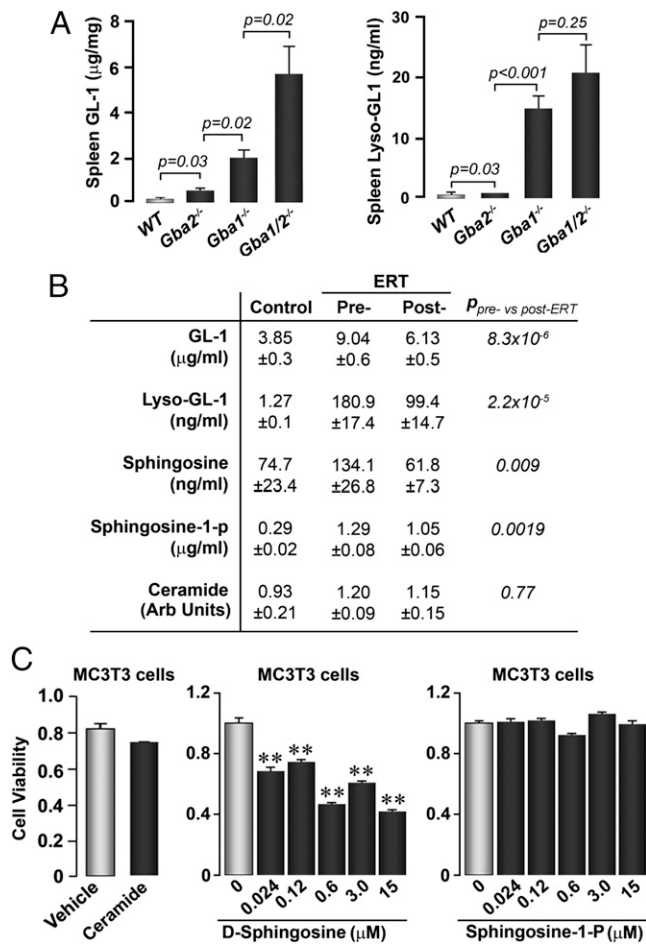 A
Spleen GL-1 (μg/mg)
8
6
4
2
0
p=0.03
p=0.02
p=0.02
WT
Gba2-/-
Gba1-/-
Gba1/2-/-
Spleen Lyso-GL1 (ng/ml)
30
20
10
0
p=0.03
p<0.001
p=0.25
WT
Gba2-/-
Gba1-/-
Gba1/2-/-
B
ERT
Control Pre- Post- p pre- vs post-ERT
GL-1 3.85 9.04 6.13 8.3x10-6
(μg/ml) ±0.3 ±0.6 ±0.5
Lyso-GL-1 1.27 180.9 99.4 2.2x10-5
(ng/ml) ±0.1 ±17.4 ±14.7
Sphingosine 74.7 134.1 61.8 0.009
(ng/ml) ±23.4 ±26.8 ±7.3
Sphingosine-1-p 0.29 1.29 1.05 0.0019
(μg/ml) ±0.02 ±0.08 ±0.06
Ceramide 0.93 1.20 1.15 0.77
(Arb Units) ±0.21 ±0.09 ±0.15
C
MC3T3 cells
Cell Viability
1.0
0.8
0.6
0.4
0.2
0
Vehicle
Ceramide
MC3T3 cells
1.2
0.8
0.4
0
** ** ** ** **
0 0.024 0.12 0.6 3.0 15
D-Sphingosine (μM)
MC3T3 cells
1.2
0.8
0.4
0
0 0.024 0.12 0.6 3.0 15
Sphingosine-1-P (μM)